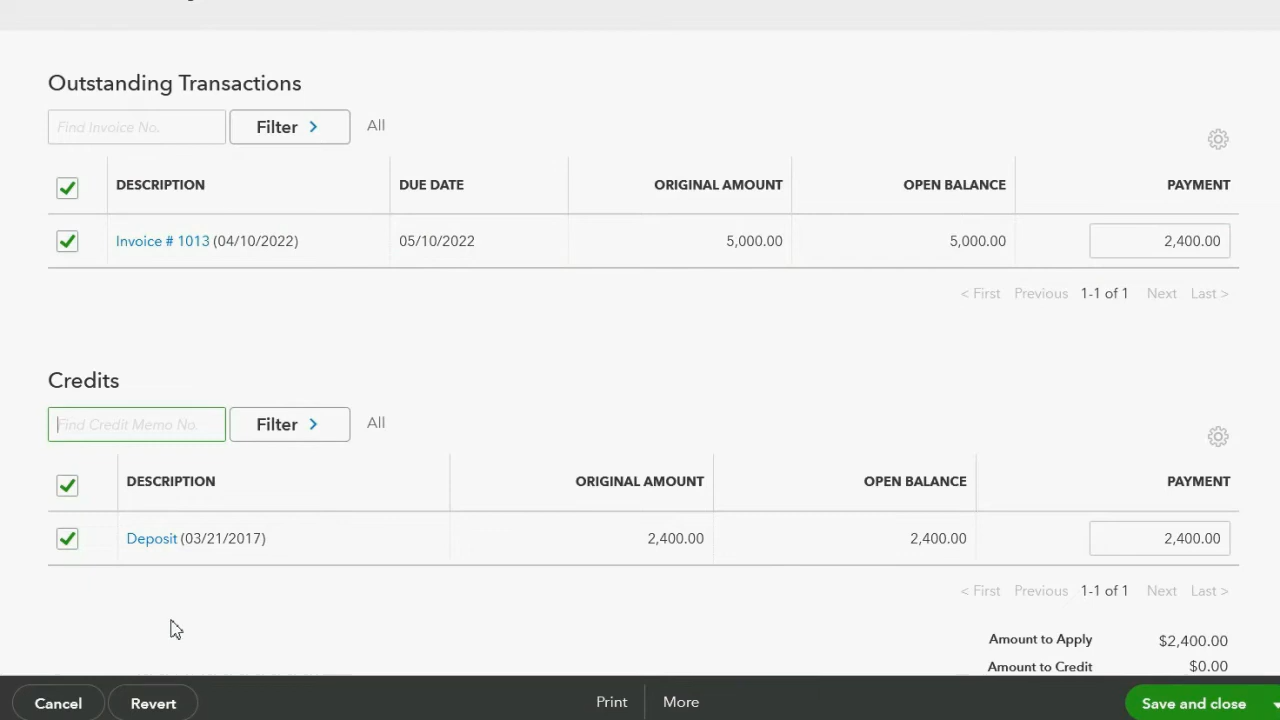 Outstanding Transactions
Find Invoice No. Filter > All
DESCRIPTION DUE DATE ORIGINAL AMOUNT OPEN BALANCE PAYMENT
Invoice # 1013 (04/10/2022) 05/10/2022 5,000.00 5,000.00 2,400.00
< First Previous 1-1 of 1 Next Last >
Credits
Find Credit Memo No. Filter > All
DESCRIPTION ORIGINAL AMOUNT OPEN BALANCE PAYMENT
Deposit (03/21/2017) 2,400.00 2,400.00 2,400.00
< First Previous 1-1 of 1 Next Last >
Amount to Apply $2,400.00
Amount to Credit $0.00
Cancel Revert Print More Save and close